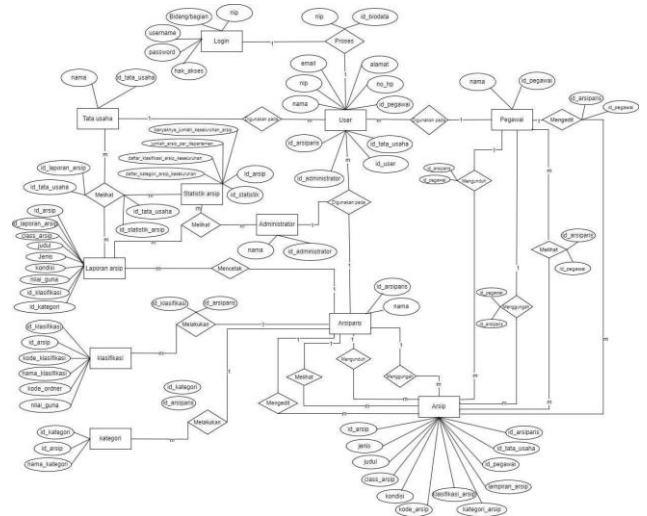 nip
Bidang/bagian
username
Login
password
hak_akses
nip
id_biodata
Proses
email
alamat
nip
no_hp
nama
User
id_pegawai
id_arsiparis
id_tata_usaha
id_user
id_administrator
nama
id_tata_usaha
Tata usaha
Digunakan pada
Digunakan pada
nama
id_pegawai
Pegawai
Mengedit
id_arsiparis
id_pegawai
banyaknya_jumlah_keseluruhan_arsip
jumlah_arsip_per_departemen
daftar_klasifikasi_arsip_keseluruhan
daftar_kategori_arsip_keseluruhan
id_arsip
id_statistik
Statistik arsip
id_laporan_arsip
id_tata_usaha
Melihat
id_tata_usaha
id_statistik_arsip
Melihat
Administrator
nama
id_administrator
Digunakan pada
id_arsiparis
id_pegawai
Mengunduh
Melihat
id_arsiparis
id_pegawai
id_arsip
id_laporan_arsip
class_arsip
judul
Jenis
kondisi
nilai_guna
id_klasifikasi
id_kategori
Laporan arsip
Mencetak
id_pegawai
id_arsiparis
id_arsiparis
nama
Arsiparis
id_klasifikasi
id_arsiparis
Melakukan
id_klasifikasi
id_arsip
kode_klasifikasi
nama_klasifikasi
kode_ordner
nilai_guna
klasifikasi
Mengedit
Melihat
Mengunduh
id_kategori
id_arsiparis
Melakukan
id_kategori
id_arsip
nama_kategori
kategori
Arsip
id_arsip
jenis
judul
class_arsip
kondisi
kode_arsip
klasifikasi_arsip
kategori_arsip
lampiran_arsip
id_pegawai
id_tata_usaha
id_arsiparis